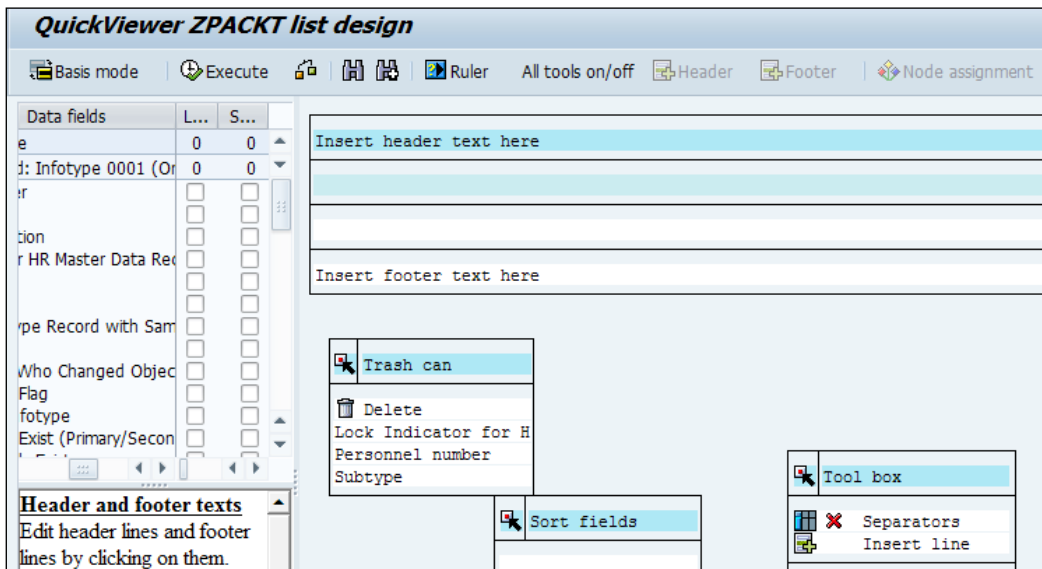 QuickViewer ZPACKT list design
Basis mode Execute Ruler All tools on/off Header Footer Node assignment
Data fields L... S...
e 0 0
d: Infotype 0001 (Or 0 0
er
tion
r HR Master Data Rec
ype Record with Sam
Who Changed Objec
Flag
fotype
Exist (Primary/Secon
Header and footer texts
Edit header lines and footer
lines by clicking on them.
Insert header text here
Insert footer text here
Trash can
Delete
Lock Indicator for H
Personnel number
Subtype
Sort fields
Tool box
Separators
Insert line